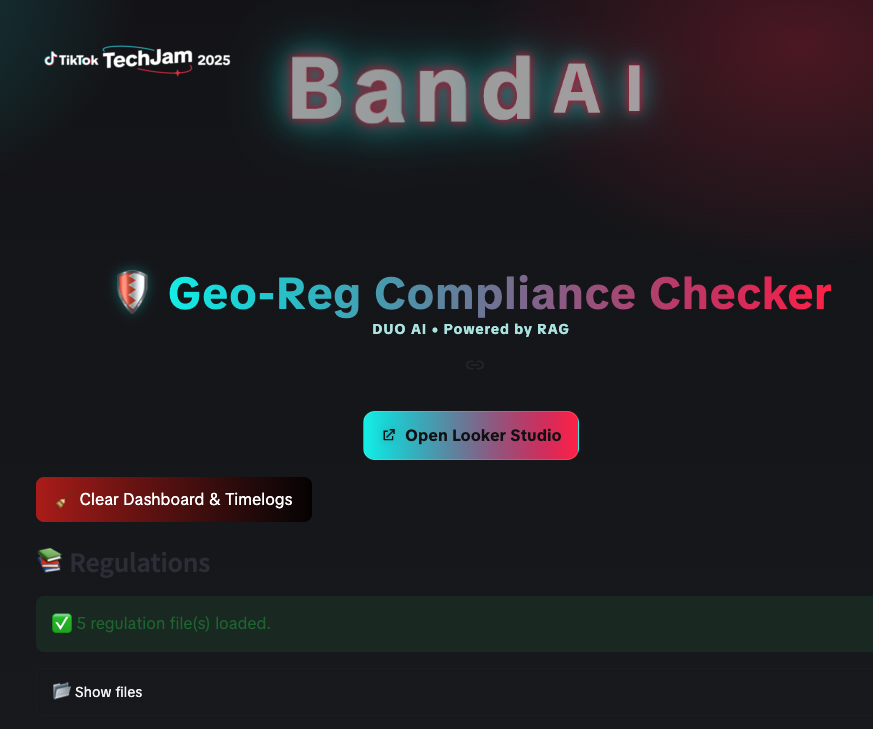 TikTok TechJam 2025
BandAI
Geo-Reg Compliance Checker
DUO AI • Powered by RAG
Open Looker Studio
Clear Dashboard & Timelogs
Regulations
5 regulation file(s) loaded.
Show files